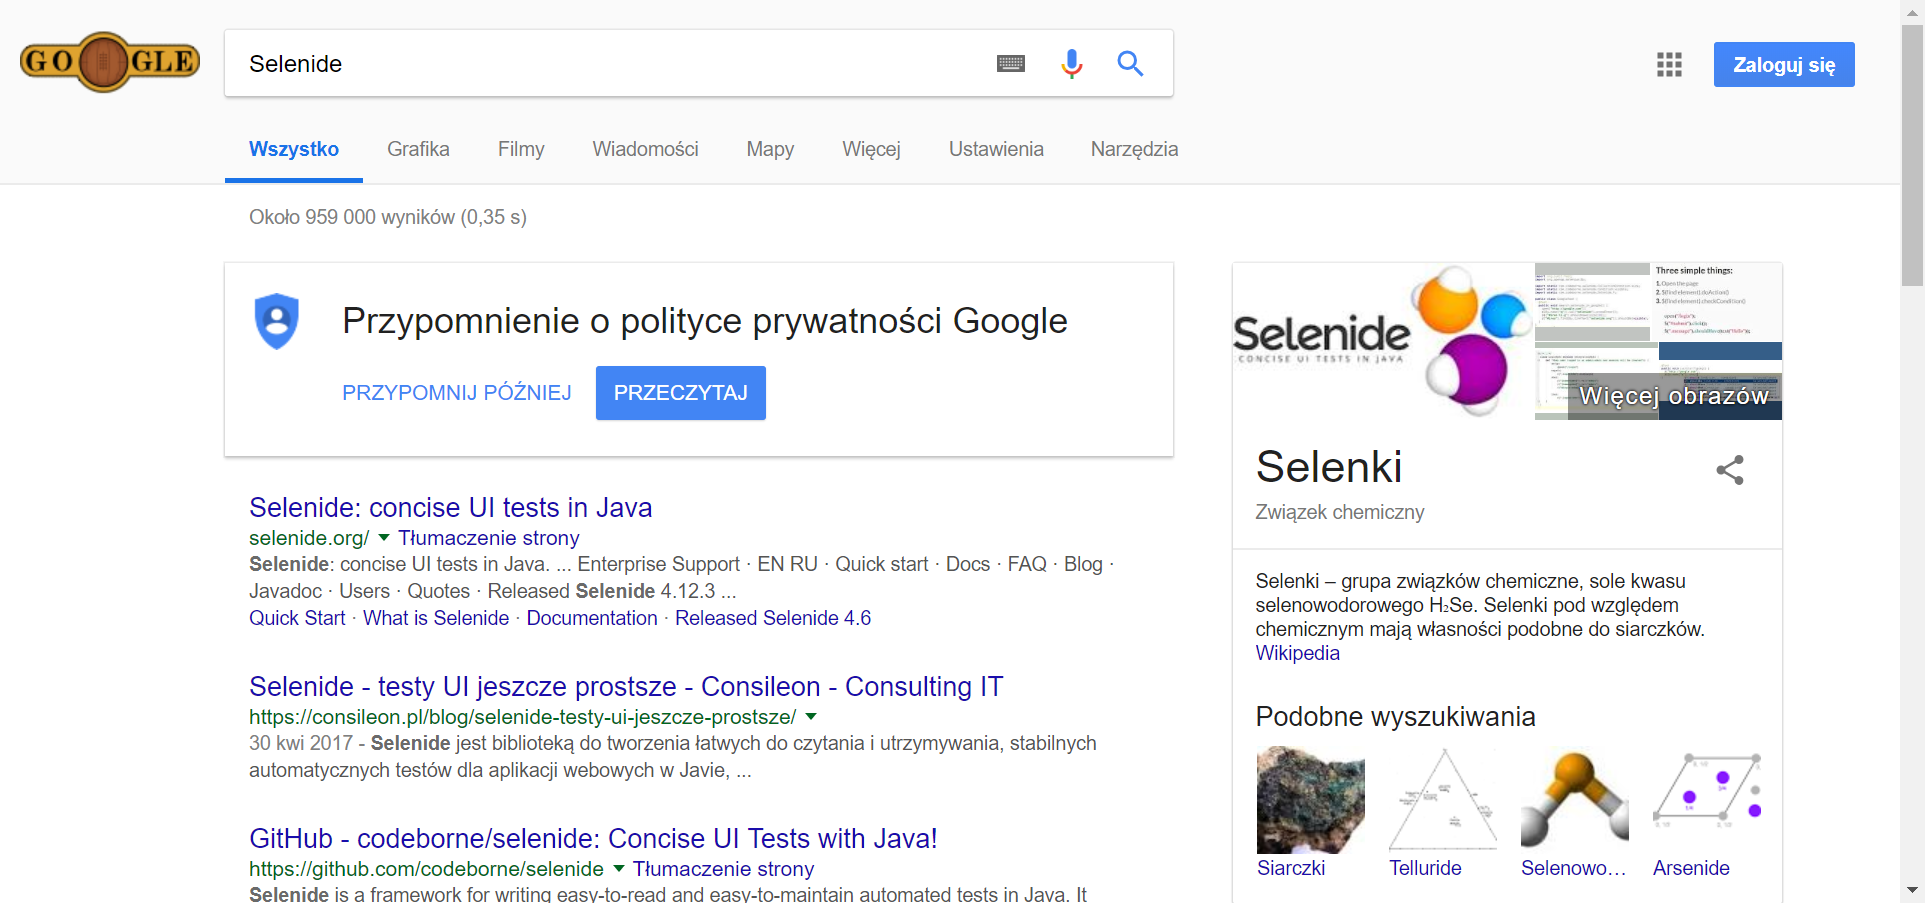 GOOGLE
Selenide
Zaloguj się
Wszystko
Grafika
Filmy
Wiadomości
Mapy
Więcej
Ustawienia
Narzędzia
Około 959 000 wyników (0,35 s)
Przypomnienie o polityce prywatności Google
PRZYPOMNIJ PÓŹNIEJ
PRZECZYTAJ
Selenide: concise UI tests in Java
selenide.org/ Tłumaczenie strony
Selenide: concise UI tests in Java. ... Enterprise Support · EN RU · Quick start · Docs · FAQ · Blog ·
Javadoc · Users · Quotes · Released Selenide 4.12.3 ...
Quick Start · What is Selenide · Documentation · Released Selenide 4.6
Selenide - testy UI jeszcze prostsze - Consileon - Consulting IT
https://consileon.pl/blog/selenide-testy-ui-jeszcze-prostsze/
30 kwi 2017 - Selenide jest biblioteką do tworzenia łatwych do czytania i utrzymywania, stabilnych
automatycznych testów dla aplikacji webowych w Javie, ...
GitHub - codeborne/selenide: Concise UI Tests with Java!
https://github.com/codeborne/selenide Tłumaczenie strony
Selenide is a framework for writing easy-to-read and easy-to-maintain automated tests in Java. It
Selenide
CONCISE UI TESTS IN JAVA
Three simple things:
1. Open the page
2. $(find element).doAction()
3. $(find element).checkCondition()
Więcej obrazów
Selenki
Związek chemiczny
Selenki – grupa związków chemiczne, sole kwasu
selenowodorowego H₂Se. Selenki pod względem
chemicznym mają własności podobne do siarczków.
Wikipedia
Podobne wyszukiwania
Siarczki
Telluride
Selenowo...
Arsenide